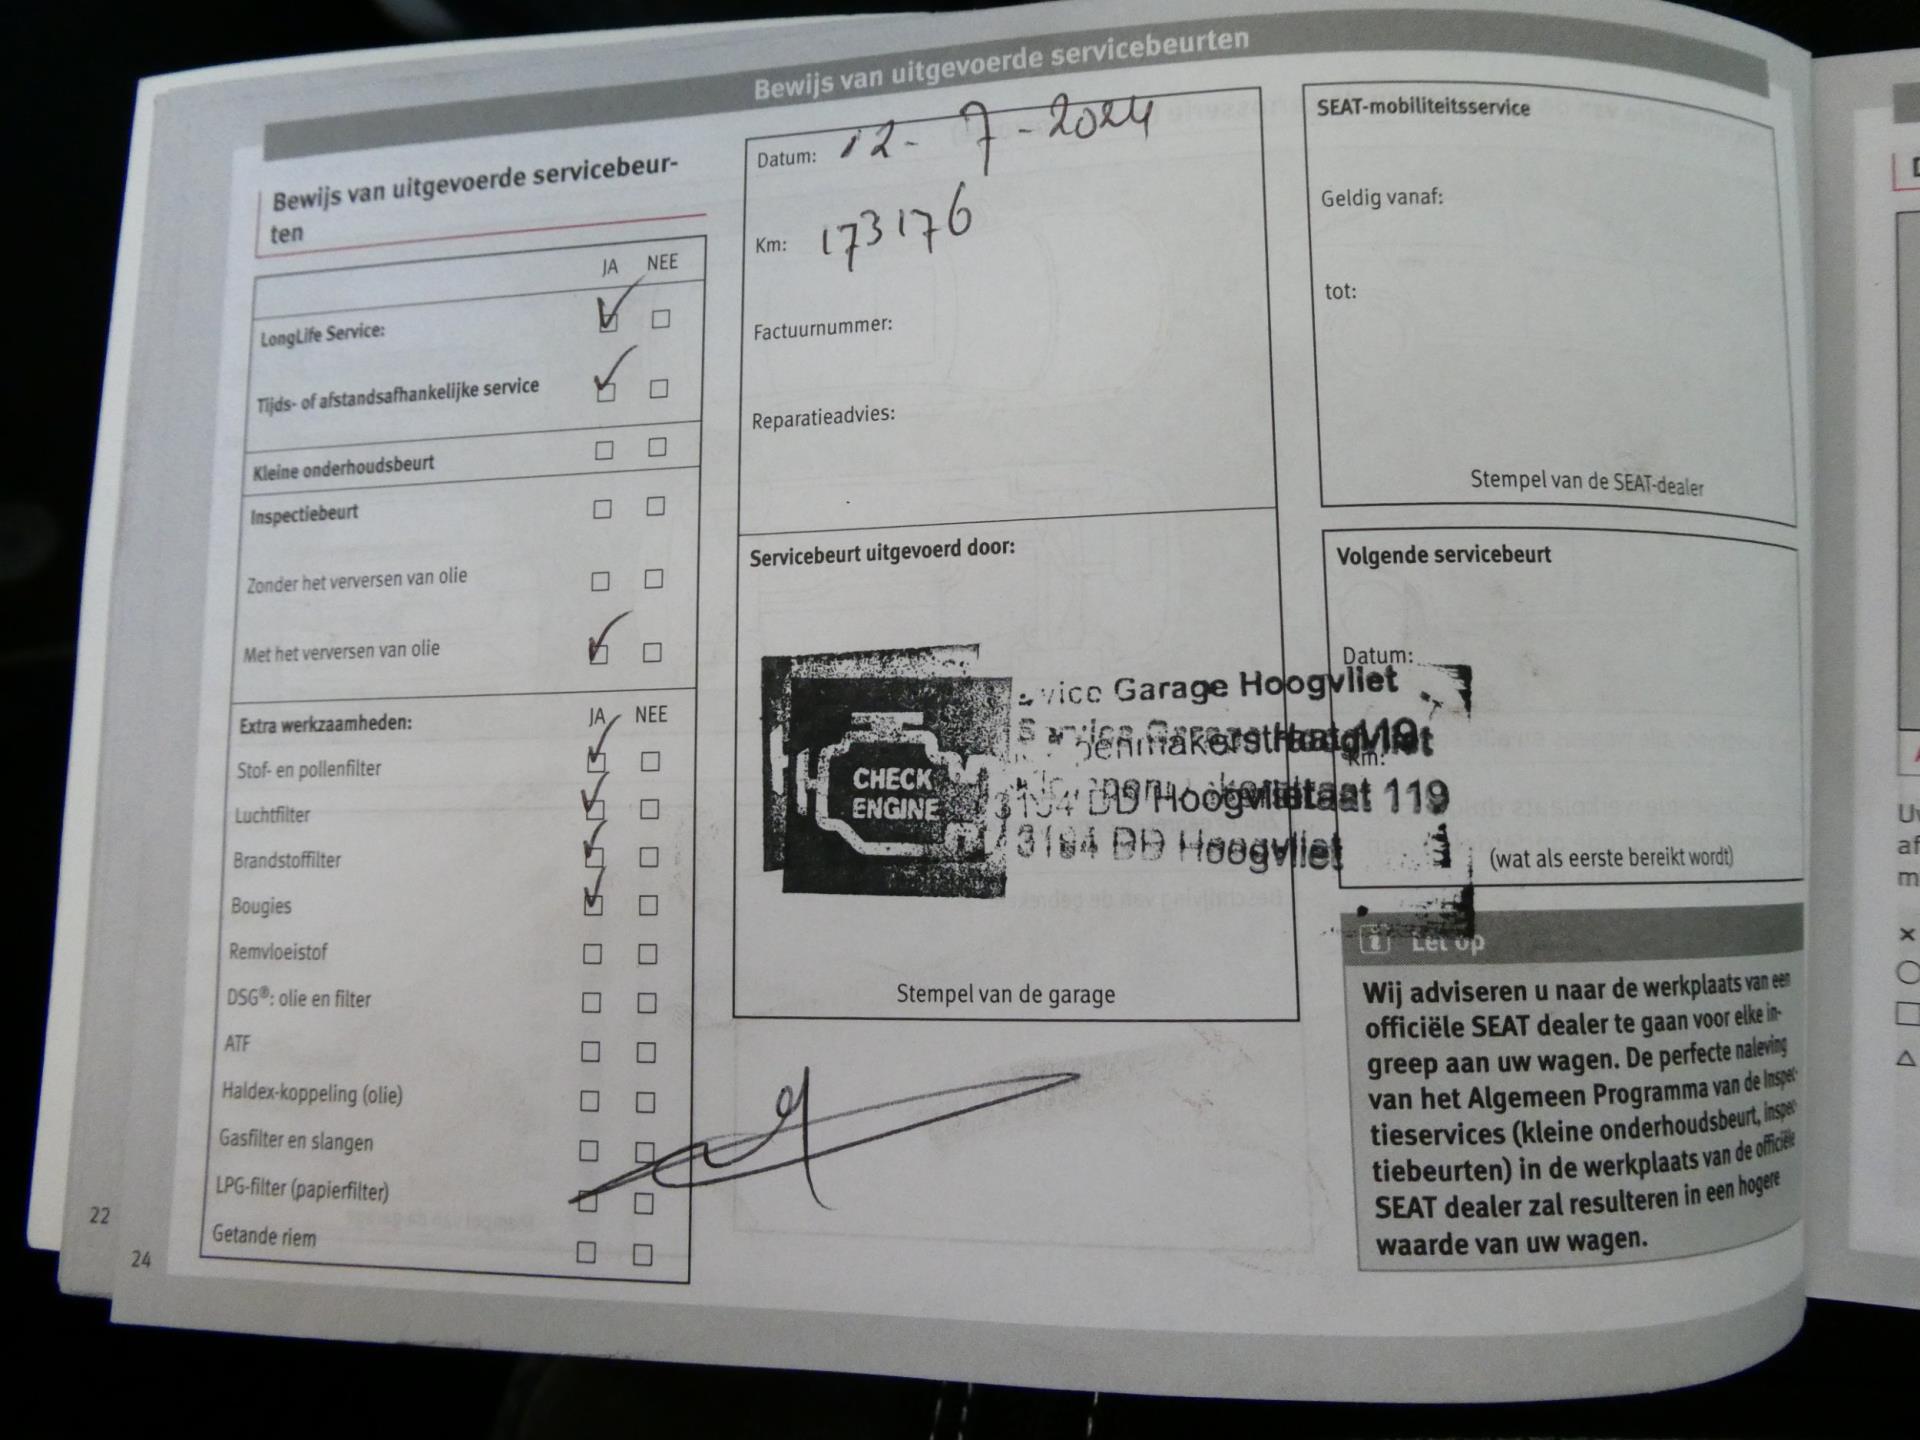 Bewijs van uitgevoerde servicebeurten
Bewijs van uitgevoerde servicebeur-
ten
JA NEE
LongLife Service:
Tijds- of afstandsafhankelijke service
Kleine onderhoudsbeurt
Inspectiebeurt
Zonder het verversen van olie
Met het verversen van olie
Extra werkzaamheden: JA NEE
Stof- en pollenfilter
Luchtfilter
Brandstoffilter
Bougies
Remvloeistof
DSG®: olie en filter
ATF
Haldex-koppeling (olie)
Gasfilter en slangen
LPG-filter (papierfilter)
Getande riem
22
24
Datum: 12-7-2024
Km: 173176
Factuurnummer:
Reparatieadvies:
Servicebeurt uitgevoerd door:
CHECK
ENGINE
Garage Hoogvliet
119
Hoogvliet
119
3194 DD Hoogvliet
Stempel van de garage
SEAT-mobiliteitsservice
Geldig vanaf:
tot:
Stempel van de SEAT-dealer
Volgende servicebeurt
Datum:
Km:
(wat als eerste bereikt wordt)
Let op
Wij adviseren u naar de werkplaats van een
officiële SEAT dealer te gaan voor elke in-
greep aan uw wagen. De perfecte naleving
van het Algemeen Programma van de Inspec-
tieservices (kleine onderhoudsbeurt, inspec-
tiebeurten) in de werkplaats van de officiële
SEAT dealer zal resulteren in een hogere
waarde van uw wagen.